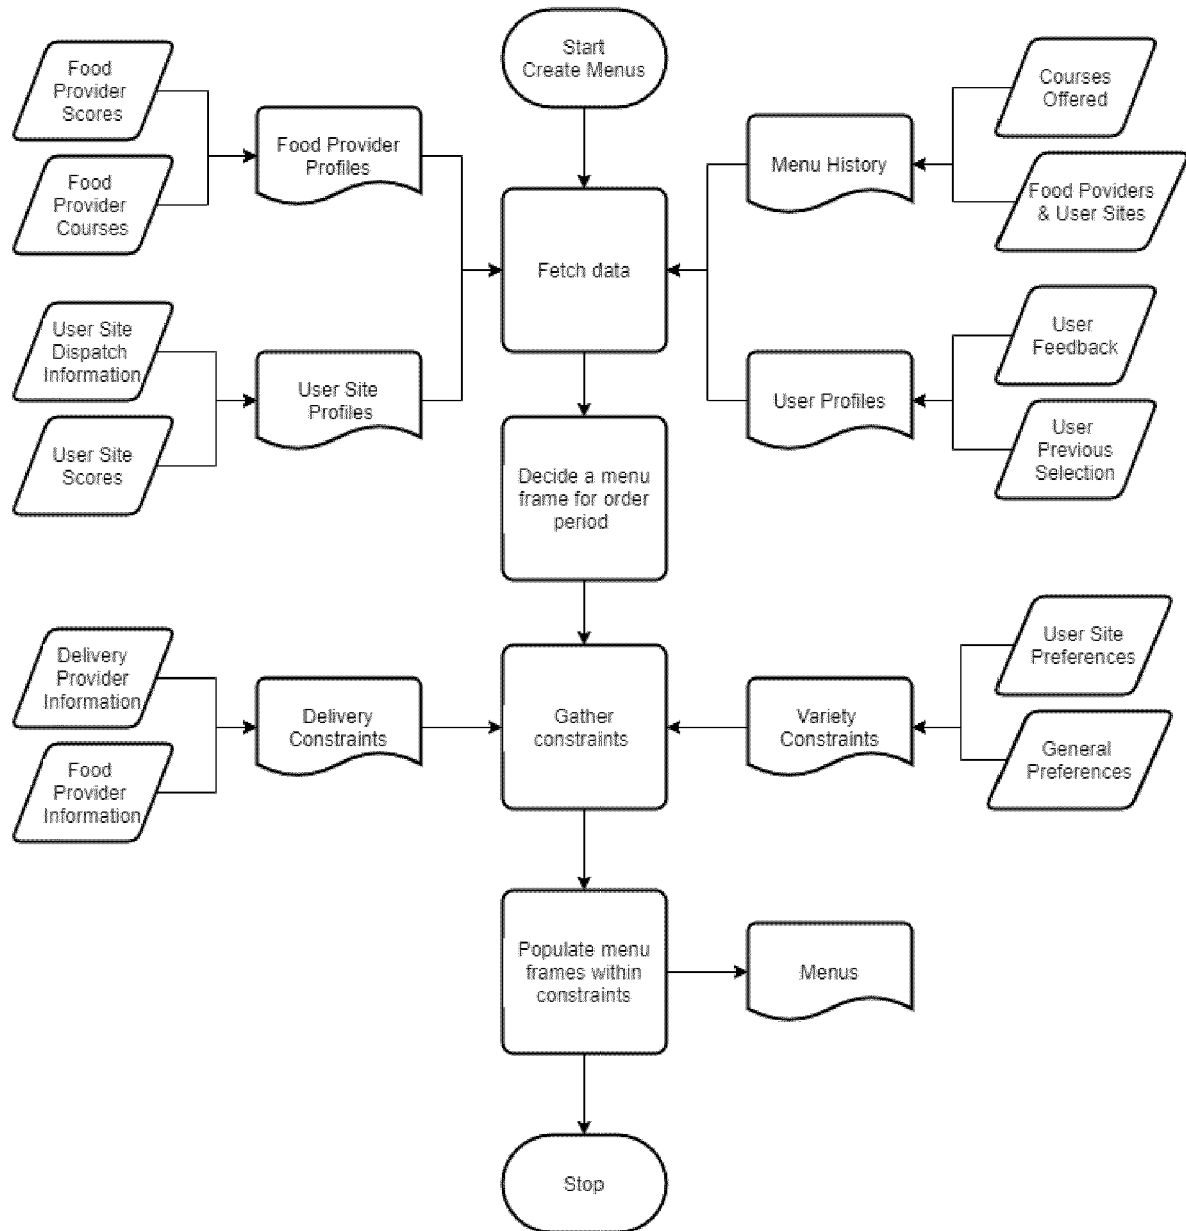 Start
Create Menus
Food
Provider
Scores
Food
Provider
Courses
Food Provider
Profiles
Courses
Offered
Food Poviders
& User Sites
Menu History
Fetch data
User Site
Dispatch
Information
User Site
Scores
User Site
Profiles
User
Feedback
User
Previous
Selection
User Profiles
Decide a menu
frame for order
period
Delivery
Provider
Information
Food
Provider
Information
Delivery
Constraints
Gather
constraints
Variety
Constraints
User Site
Preferences
General
Preferences
Populate menu
frames within
constraints
Menus
Stop